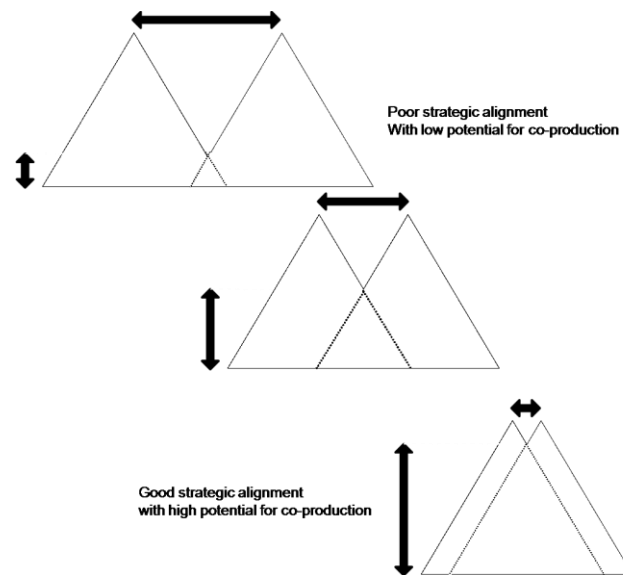 Poor strategic alignment
With low potential for co-production
Good strategic alignment
with high potential for co-production